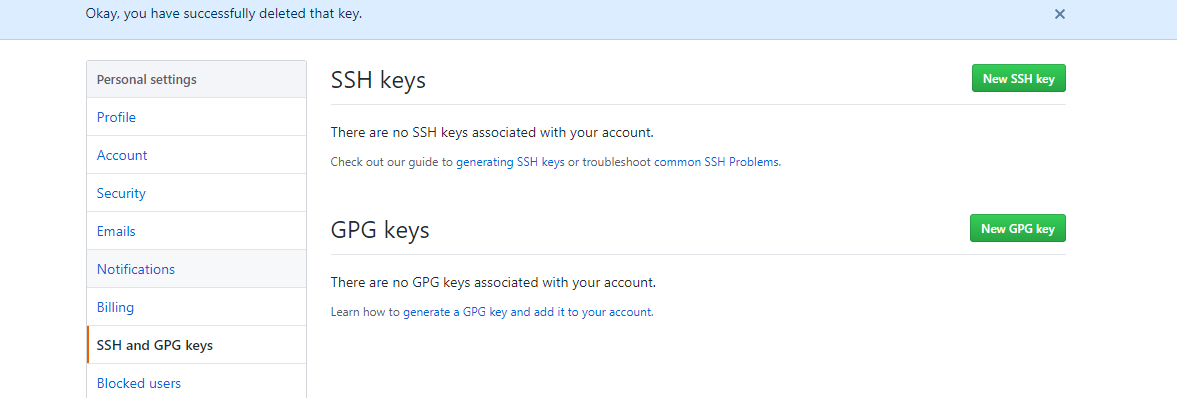 Okay, you have successfully deleted that key.
Personal settings
Profile
Account
Security
Emails
Notifications
Billing
SSH and GPG keys
Blocked users
SSH keys
New SSH key
There are no SSH keys associated with your account.
Check out our guide to generating SSH keys or troubleshoot common SSH Problems.
GPG keys
New GPG key
There are no GPG keys associated with your account.
Learn how to generate a GPG key and add it to your account.